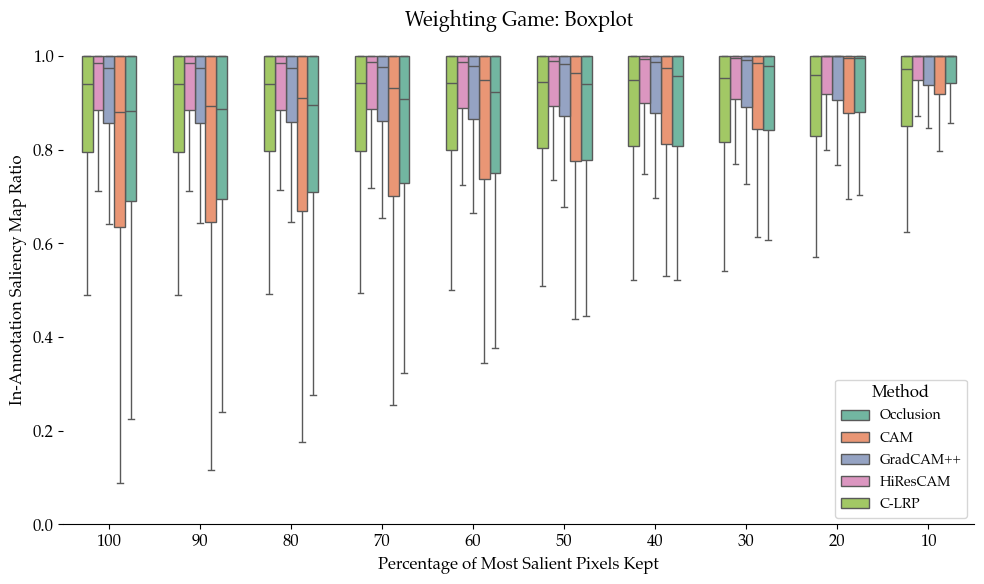 Weighting Game: Boxplot
In-Annotation Saliency Map Ratio
1.0
0.8
0.6
0.4
0.2
0.0
Method
Occlusion
CAM
GradCAM++
HiResCAM
C-LRP
100 90 80 70 60 50 40 30 20 10
Percentage of Most Salient Pixels Kept